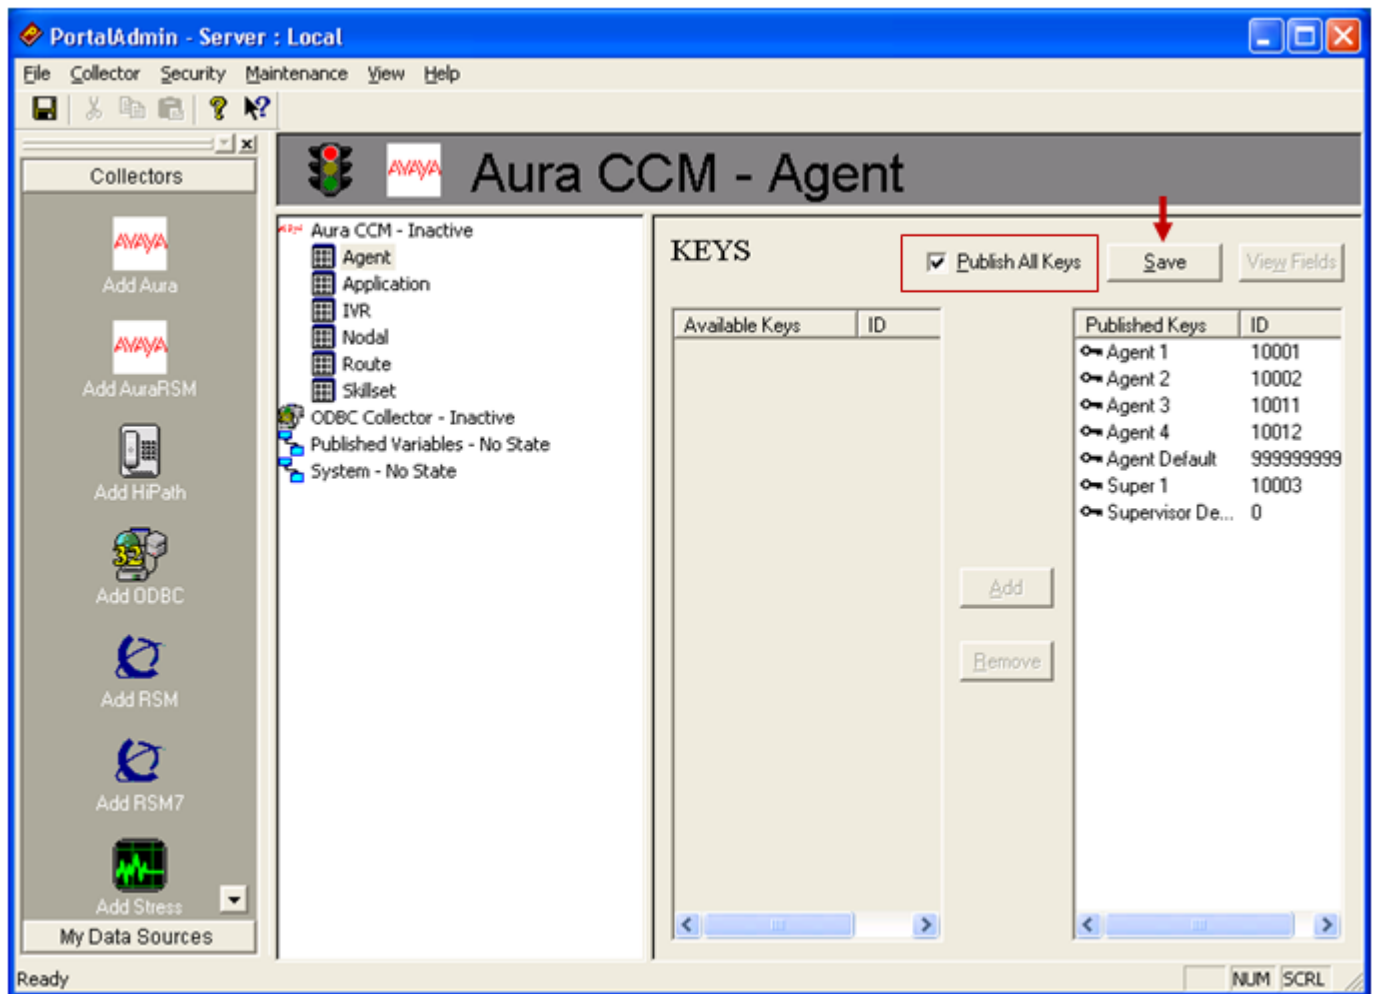 PortalAdmin - Server : Local
File Collector Security Maintenance View Help
Collectors
AVAYA
Add Aura
AVAYA
Add AuraRSM
Add HiPath
32
Add ODBC
Add RSM
Add RSM7
Add Stress
My Data Sources
AVAYA Aura CCM - Agent
Aura CCM - Inactive
Agent
Application
IVR
Nodal
Route
Skillset
ODBC Collector - Inactive
Published Variables - No State
System - No State
KEYS Publish All Keys Save View Fields
Available Keys ID
Add
Remove
Published Keys ID
Agent 1 10001
Agent 2 10002
Agent 3 10011
Agent 4 10012
Agent Default 999999999
Super 1 10003
Supervisor De... 0
Ready NUM SCRL